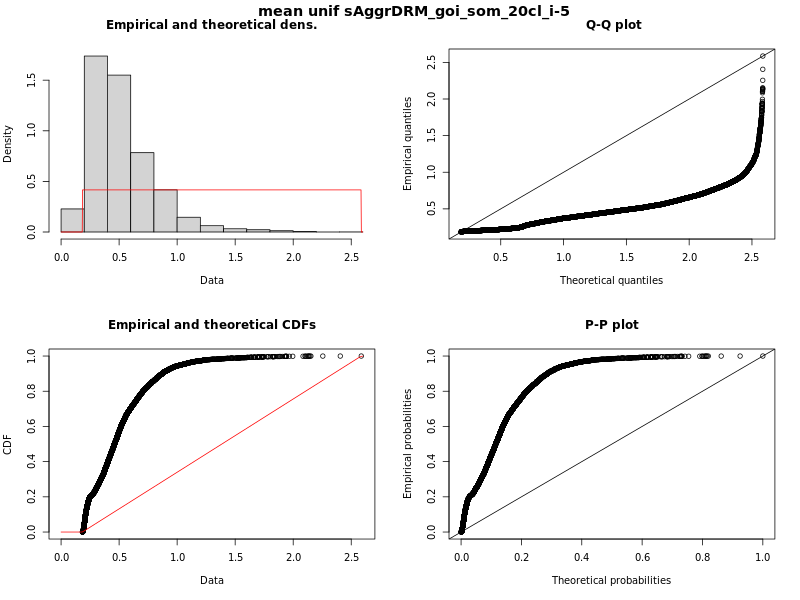 mean unif sAggrDRM_goi_som_20cl_i-5
Empirical and theoretical dens.
Density
0.0 0.5 1.0 1.5
0.0 0.5 1.0 1.5 2.0 2.5
Data
Q-Q plot
Empirical quantiles
0.5 1.0 1.5 2.0 2.5
0.5 1.0 1.5 2.0 2.5
Theoretical quantiles
Empirical and theoretical CDFs
CDF
0.0 0.2 0.4 0.6 0.8 1.0
0.0 0.5 1.0 1.5 2.0 2.5
Data
P-P plot
Empirical probabilities
0.0 0.2 0.4 0.6 0.8 1.0
0.0 0.2 0.4 0.6 0.8 1.0
Theoretical probabilities